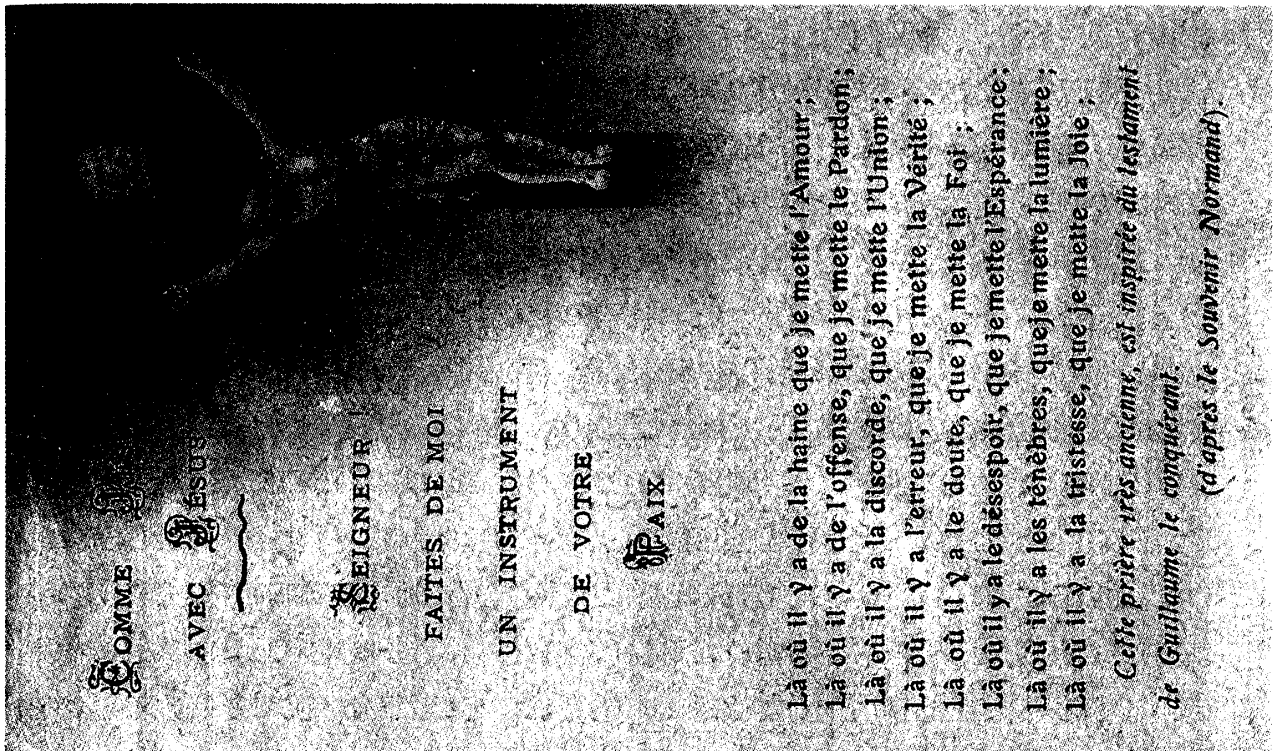 COMME
AVEC JÉSUS
SEIGNEUR !
FAITES DE MOI
UN INSTRUMENT
DE VOTRE
PAIX
Là où il y a de la haine que je mette l'Amour ;
Là où il y a de l'offense, que je mette le Pardon ;
Là où il y a la discorde, que je mette l'Union ;
Là où il y a l'erreur, que je mette la Vérité ;
Là où il y a le doute, que je mette la Foi ;
Là où il y a le désespoir, que je mette l'Espérance ;
Là où il y a les ténèbres, que je mette la lumière ;
Là où il y a la tristesse, que je mette la Joie ;
Cette prière très ancienne, est inspirée du testament
de Guillaume le conquérant.
(d'après le Souvenir Normand).